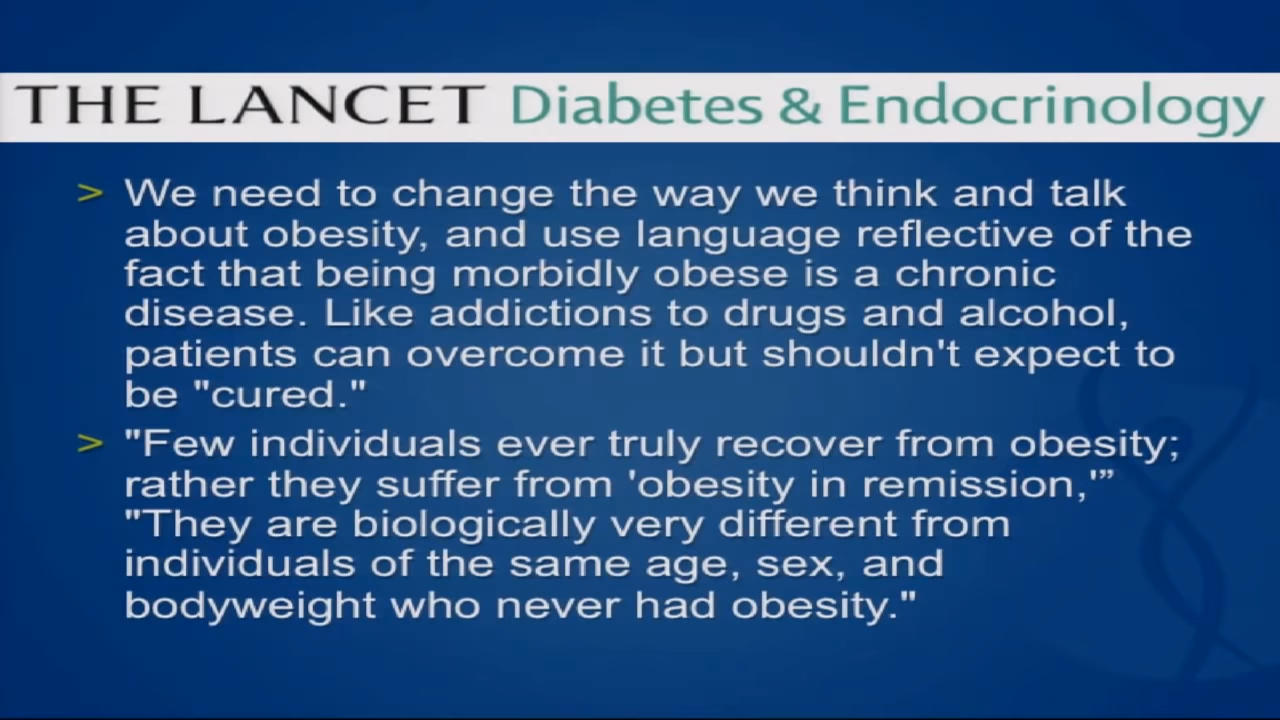 THE LANCET Diabetes & Endocrinology
> We need to change the way we think and talk
about obesity, and use language reflective of the
fact that being morbidly obese is a chronic
disease. Like addictions to drugs and alcohol,
patients can overcome it but shouldn't expect to
be "cured."
> "Few individuals ever truly recover from obesity;
rather they suffer from 'obesity in remission,'”
"They are biologically very different from
individuals of the same age, sex, and
bodyweight who never had obesity."